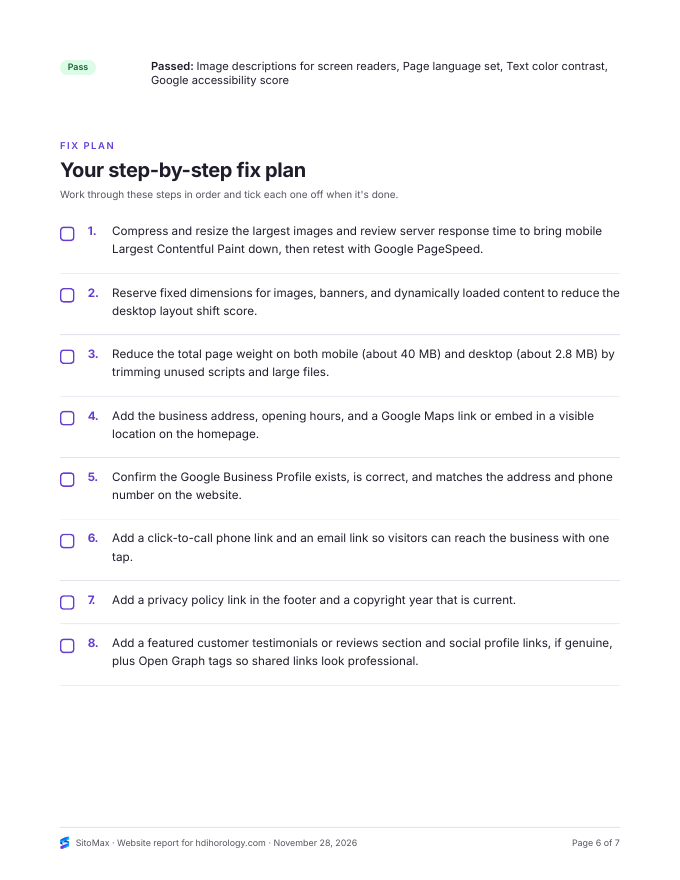 Pass
Passed: Image descriptions for screen readers, Page language set, Text color contrast,
Google accessibility score
FIX PLAN
Your step-by-step fix plan
Work through these steps in order and tick each one off when it's done.
1. Compress and resize the largest images and review server response time to bring mobile
Largest Contentful Paint down, then retest with Google PageSpeed.
2. Reserve fixed dimensions for images, banners, and dynamically loaded content to reduce the
desktop layout shift score.
3. Reduce the total page weight on both mobile (about 40 MB) and desktop (about 2.8 MB) by
trimming unused scripts and large files.
4. Add the business address, opening hours, and a Google Maps link or embed in a visible
location on the homepage.
5. Confirm the Google Business Profile exists, is correct, and matches the address and phone
number on the website.
6. Add a click-to-call phone link and an email link so visitors can reach the business with one
tap.
7. Add a privacy policy link in the footer and a copyright year that is current.
8. Add a featured customer testimonials or reviews section and social profile links, if genuine,
plus Open Graph tags so shared links look professional.
SitoMax · Website report for hdihorology.com · November 28, 2026
Page 6 of 7